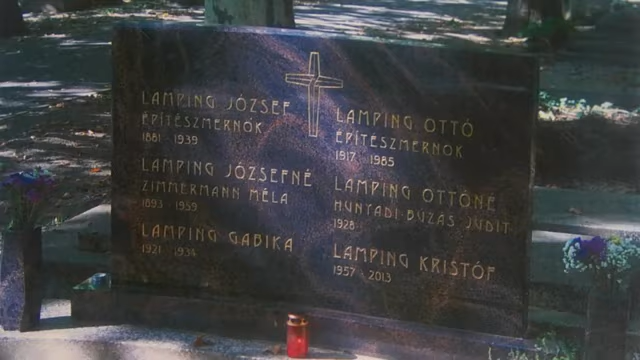 LAMPING JÓZSEF
ÉPÍTÉSZMÉRNÖK
1881 - 1939
LAMPING JÓZSEFNÉ
ZIMMERMANN MÉLA
1893 - 1959
LAMPING GABIKA
1921 - 1934
LAMPING OTTÓ
ÉPÍTÉSZMÉRNÖK
1917 - 1985
LAMPING OTTÓNÉ
HUNYADI BUZÁS JUDIT
1928
LAMPING KRISTÓF
1957 - 2013